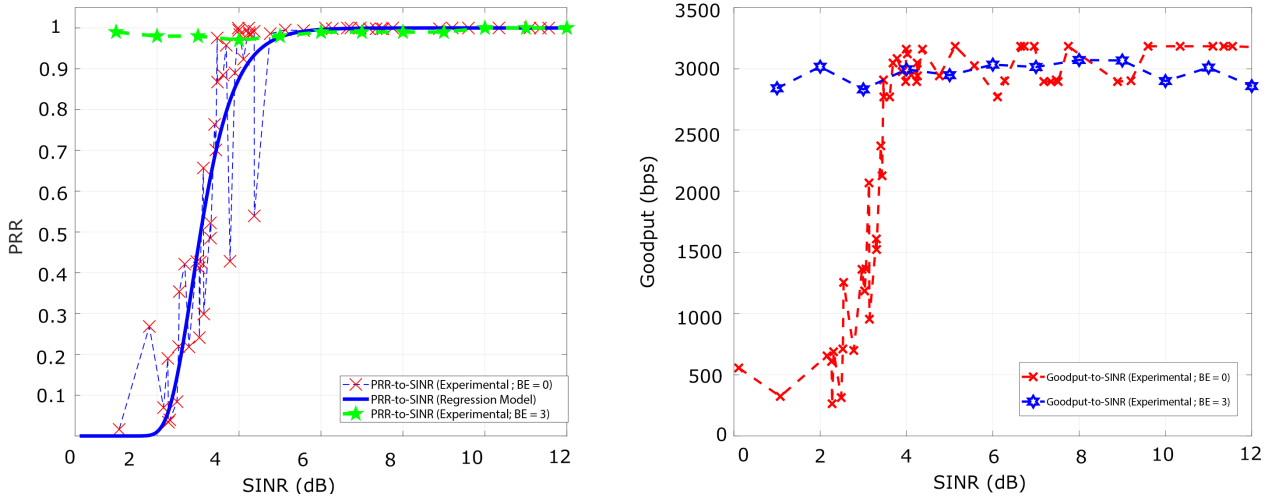 1
0.9
0.8
0.7
0.6
0.5
0.4
0.3
0.2
0.1
PRR
0 2 4 6 8 10 12
SINR (dB)
PRR-to-SINR (Experimental ; BE = 0)
PRR-to-SINR (Regression Model)
PRR-to-SINR (Experimental; BE = 3)
3500
3000
2500
2000
1500
1000
500
0
Goodput (bps)
0 2 4 6 8 10 12
SINR (dB)
Goodput-to-SINR (Experimental ; BE = 0)
Goodput-to-SINR (Experimental ; BE = 3)